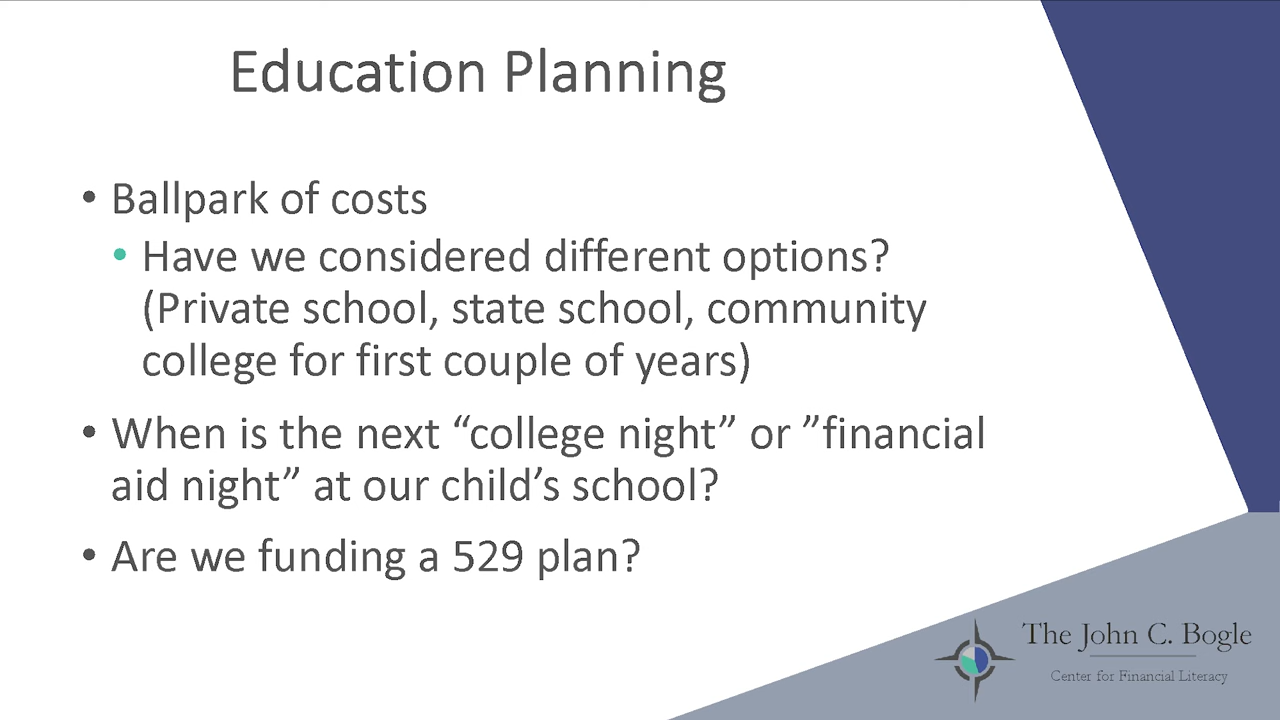 Education Planning
• Ballpark of costs
• Have we considered different options?
(Private school, state school, community
college for first couple of years)
• When is the next “college night” or ”financial
aid night” at our child’s school?
• Are we funding a 529 plan?
The John C. Bogle
Center for Financial Literacy